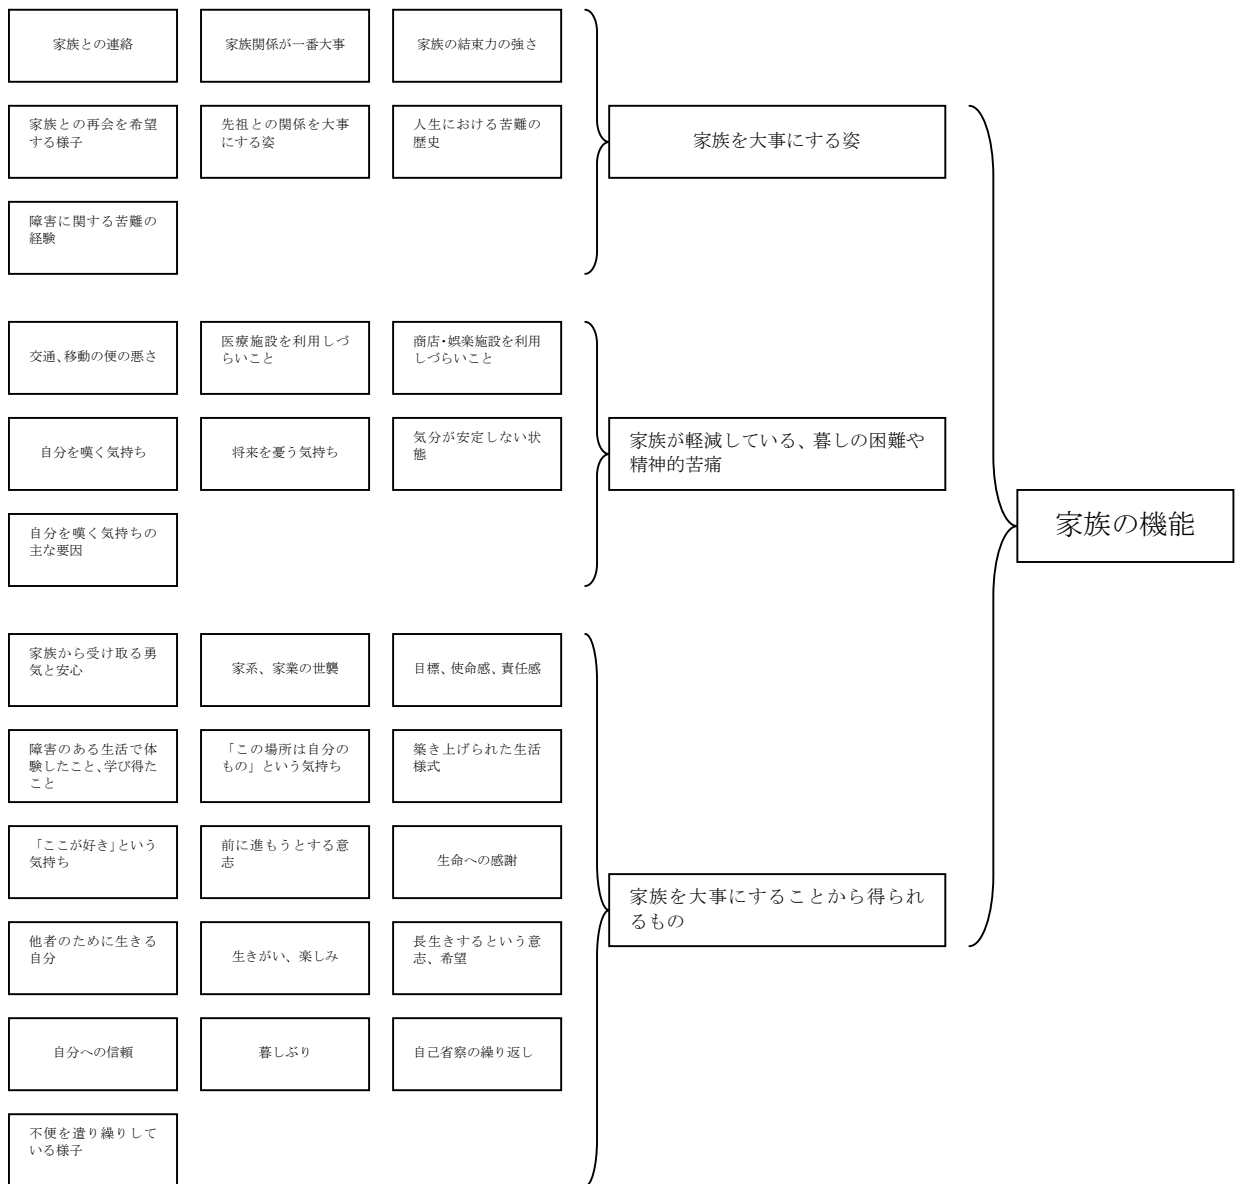 家族との連絡
家族関係が一番大事
家族の結束力の強さ
家族との再会を希望
する様子
先祖との関係を大事
にする姿
人生における苦難の
歴史
障害に関する苦難の
経験
家族を大事にする姿
交通、移動の便の悪さ
医療施設を利用しづ
らいこと
商店・娯楽施設を利用
しづらいこと
自分を嘆く気持ち
将来を憂う気持ち
気分が安定しない状
態
自分を嘆く気持ちの
主な要因
家族が軽減している、暮しの困難や
精神的苦痛
家族の機能
家族から受け取る勇
気と安心
家系、家業の世襲
目標、使命感、責任感
障害のある生活で体
験したこと、学び得た
こと
「この場所は自分の
もの」という気持ち
築き上げられた生活
様式
「ここが好き」という
気持ち
前に進もうとする意
志
生命への感謝
他者のために生きる
自分
生きがい、楽しみ
長生きするという意
志、希望
自分への信頼
暮しぶり
自己省察の繰り返し
不便を遣り繰りして
いる様子
家族を大事にすることから得られ
るもの